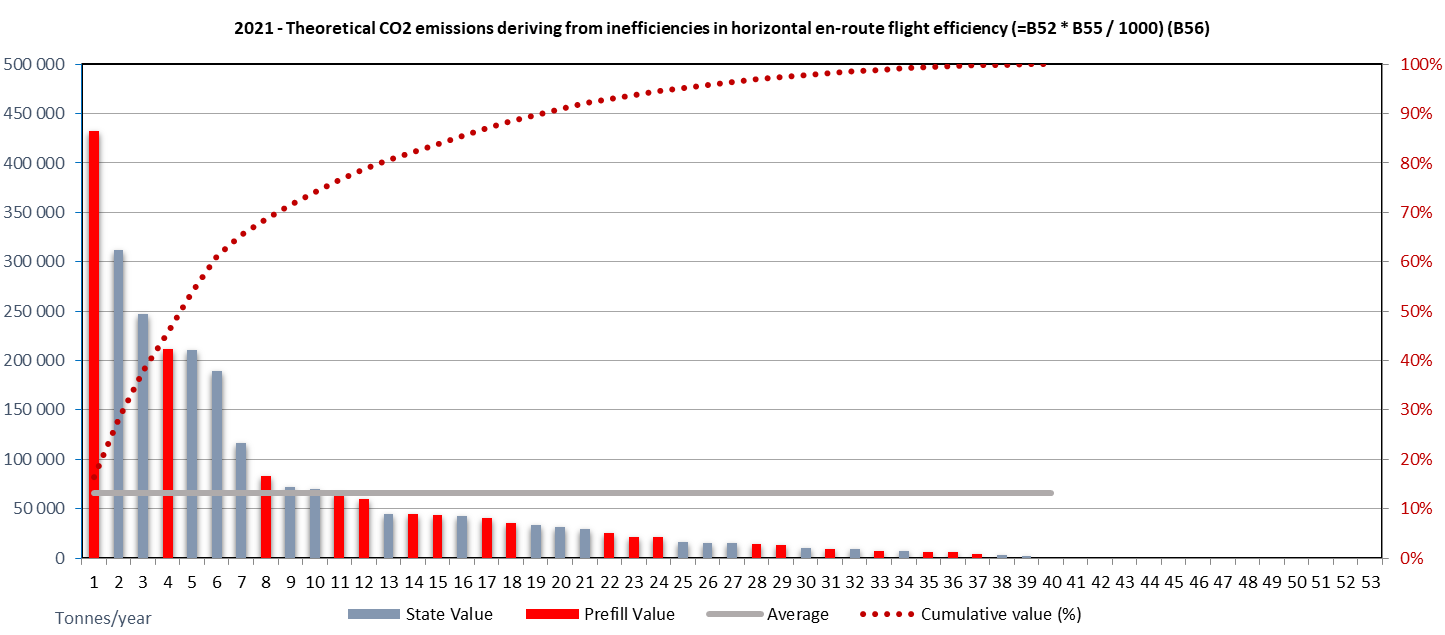 2021 - Theoretical CO2 emissions deriving from inefficiencies in horizontal en-route flight efficiency (=B52 * B55 / 1000) (B56)
500 000 100%
450 000 90%
400 000 80%
350 000 70%
300 000 60%
250 000 50%
200 000 40%
150 000 30%
100 000 20%
50 000 10%
0 0%
1 2 3 4 5 6 7 8 9 10 11 12 13 14 15 16 17 18 19 20 21 22 23 24 25 26 27 28 29 30 31 32 33 34 35 36 37 38 39 40 41 42 43 44 45 46 47 48 49 50 51 52 53
Tonnes/year State Value Prefill Value Average Cumulative value (%)